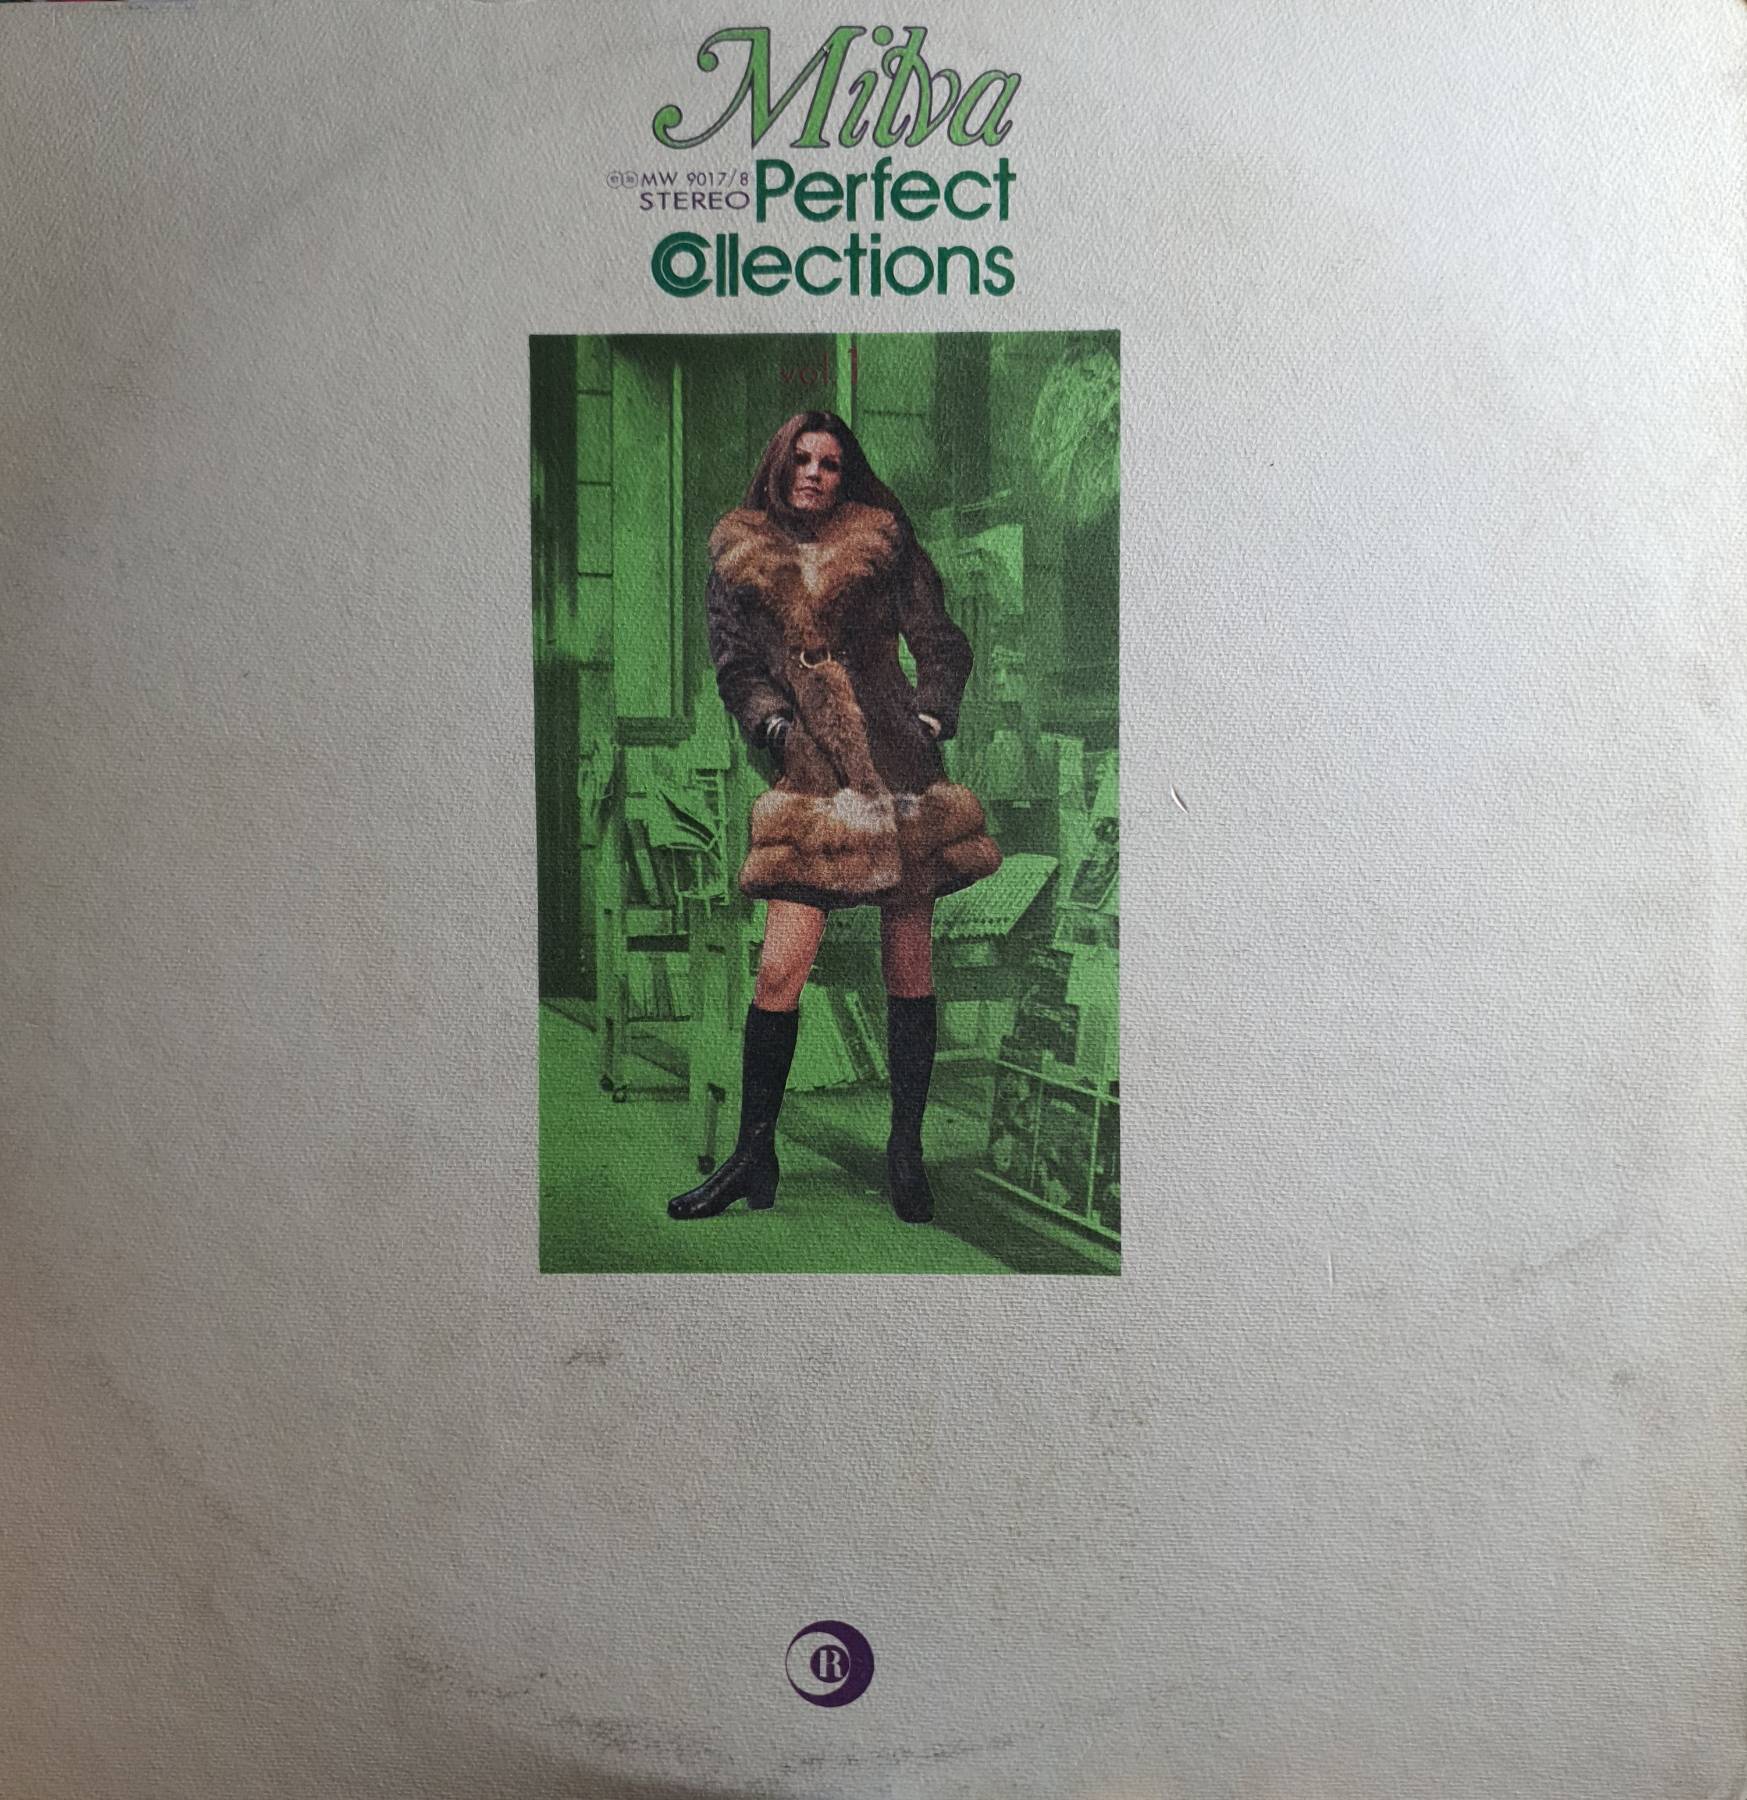 Milva
MW 9017/8
STEREO
Perfect
Collections
vol. 1
R